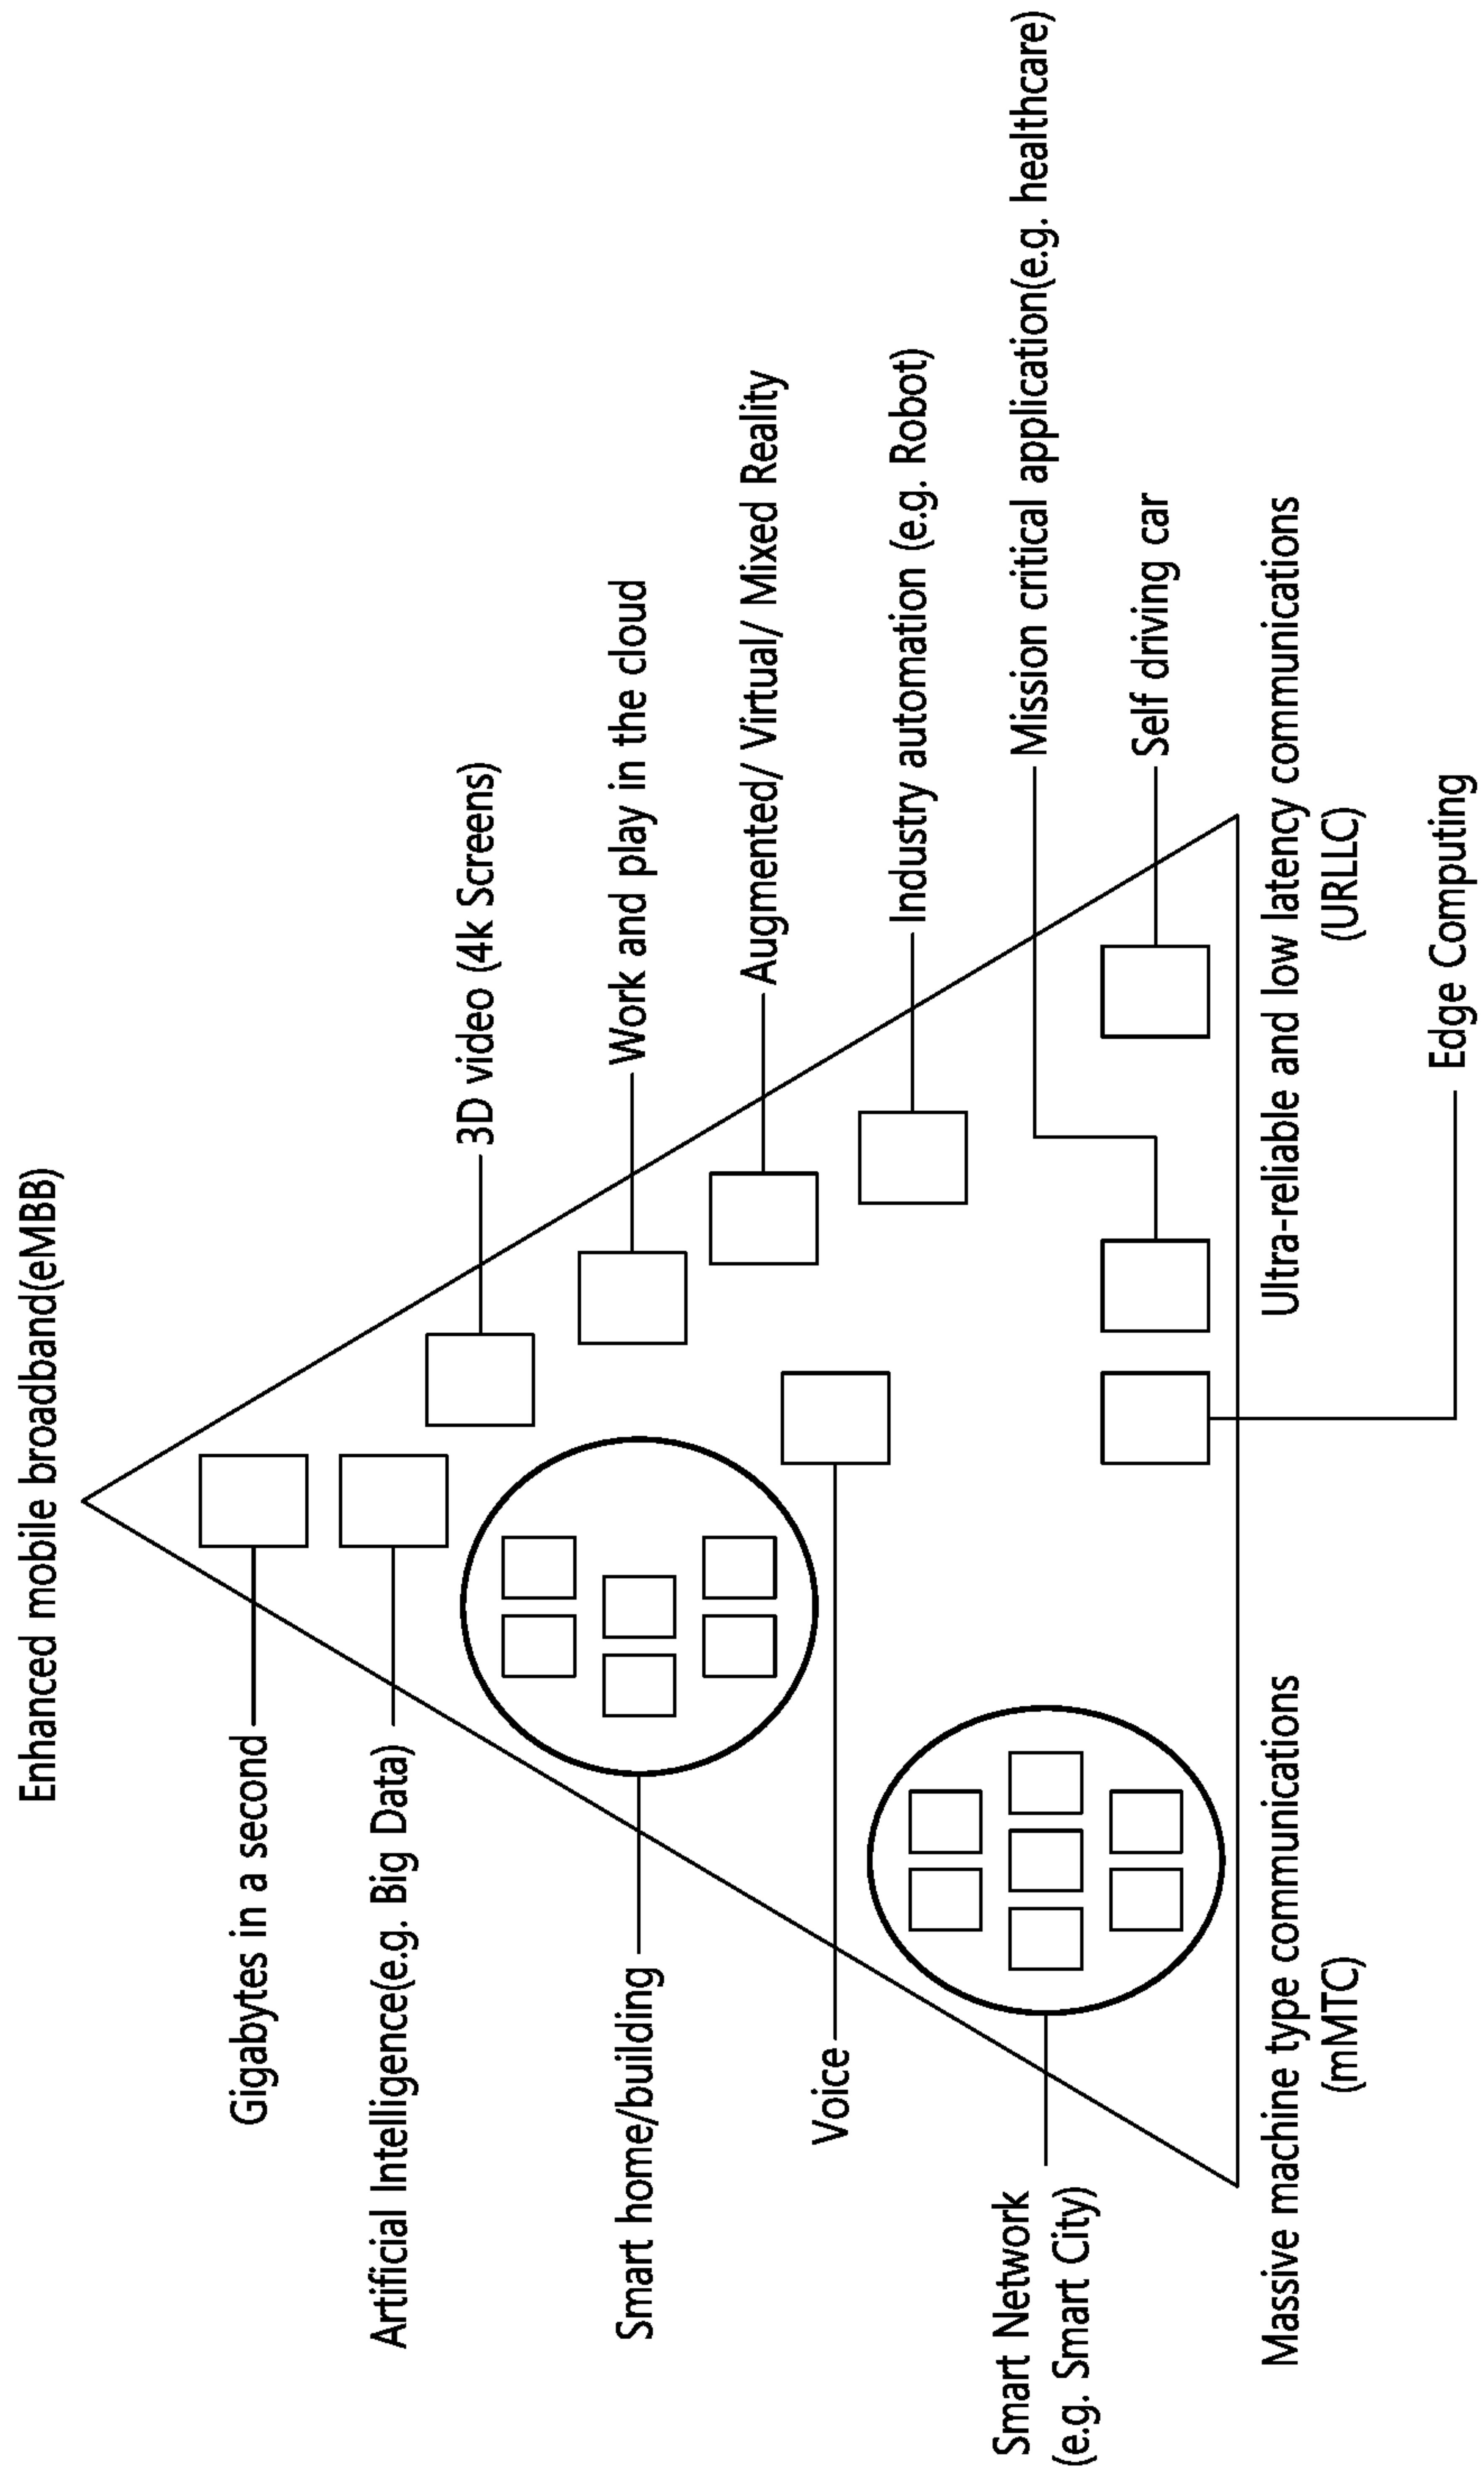 Enhanced mobile broadband(eMBB)
Gigabytes in a second
Artificial Intelligence(e.g. Big Data)
3D video (4k Screens)
Smart home/building
Work and play in the cloud
Augmented/ Virtual/ Mixed Reality
Voice
Industry automation (e.g. Robot)
Smart Network
(e.g. Smart City)
Mission critical application(e.g. healthcare)
Self driving car
Massive machine type communications
(mMTC)
Ultra-reliable and low latency communications
(URLLC)
Edge Computing